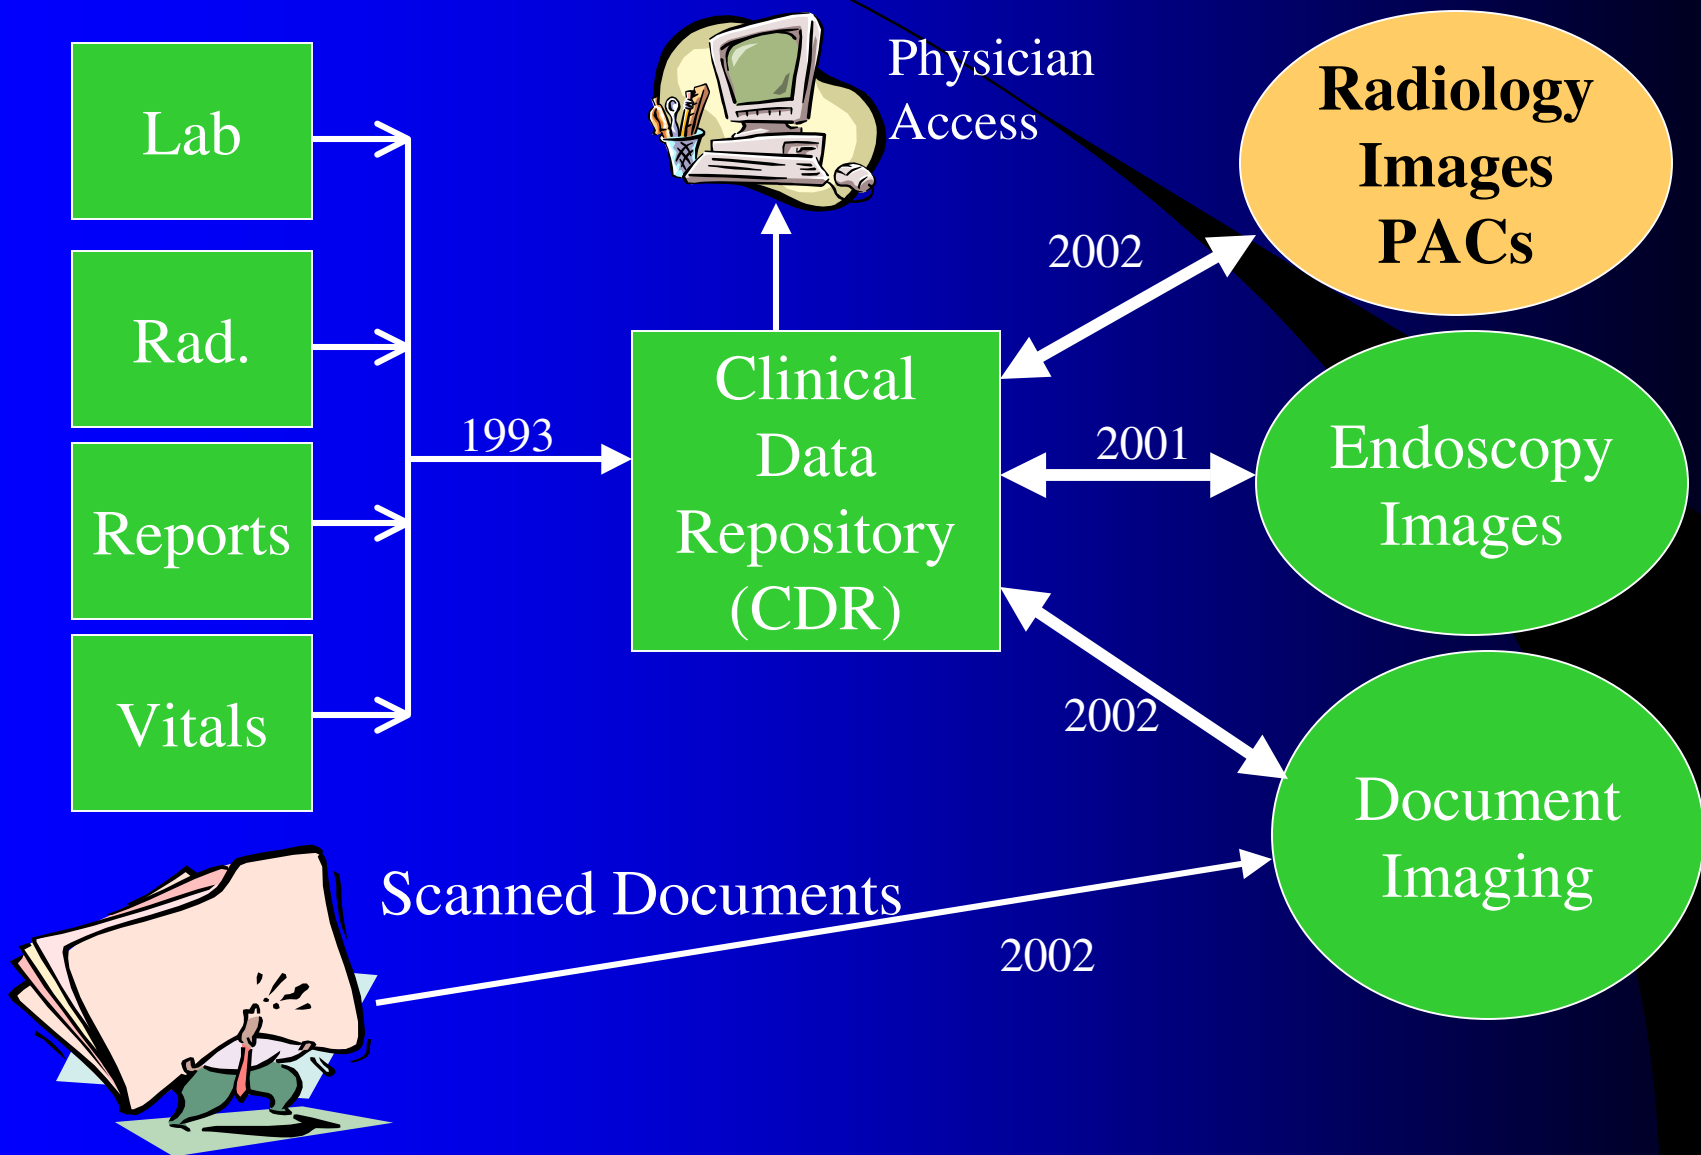 Lab
Rad.
Reports
Vitals
1993
Physician
Access
Clinical
Data
Repository
(CDR)
2002
2001
2002
Radiology
Images
PACs
Endoscopy
Images
Document
Imaging
Scanned Documents
2002